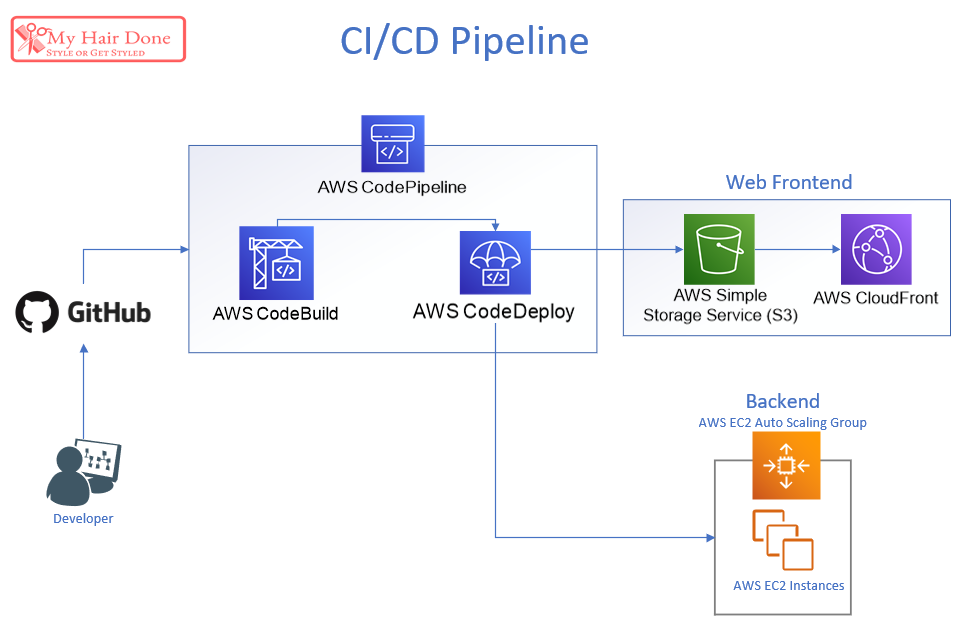 My Hair Done
Style or Get Styled
CI/CD Pipeline
</>
AWS CodePipeline
</>
AWS CodeBuild
</>
AWS CodeDeploy
GitHub
Developer
Web Frontend
AWS Simple
Storage Service (S3)
AWS CloudFront
Backend
AWS EC2 Auto Scaling Group
AWS EC2 Instances